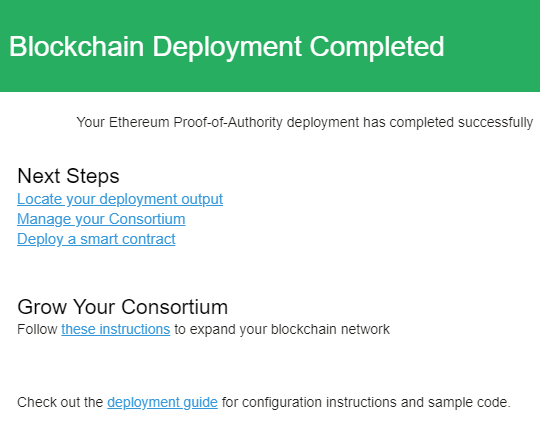 Blockchain Deployment Completed
Your Ethereum Proof-of-Authority deployment has completed successfully
Next Steps
Locate your deployment output
Manage your Consortium
Deploy a smart contract
Grow Your Consortium
Follow these instructions to expand your blockchain network
Check out the deployment guide for configuration instructions and sample code.